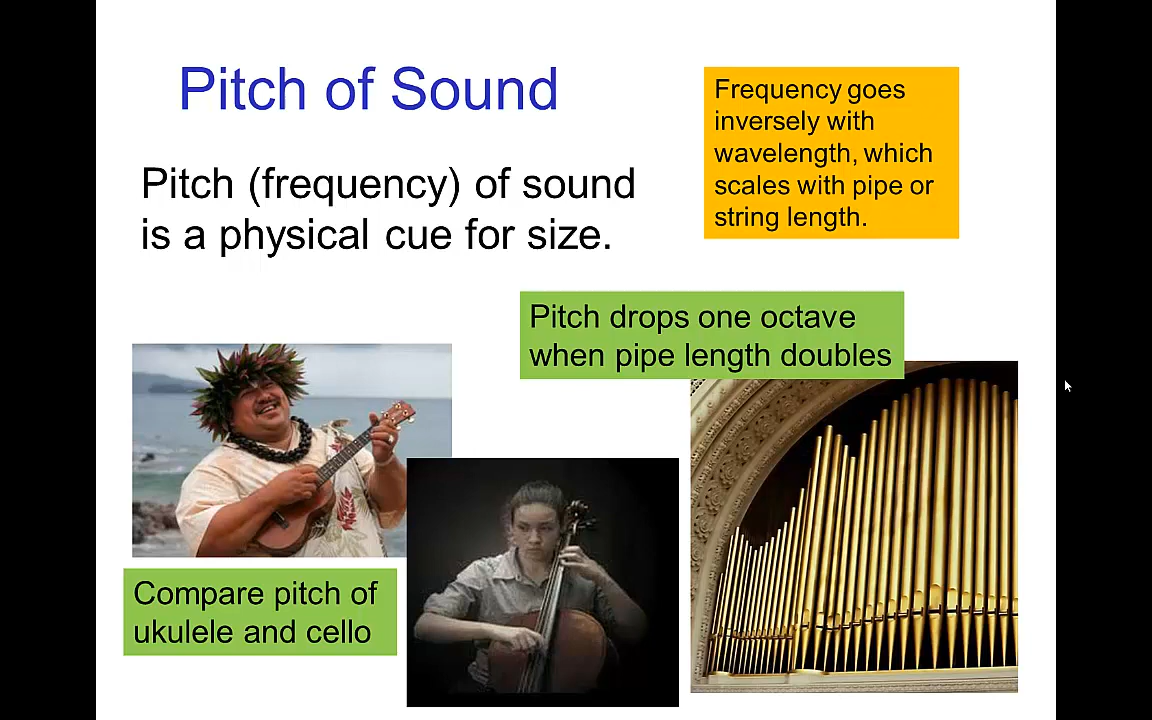 Pitch of Sound
Frequency goes
inversely with
wavelength, which
scales with pipe or
string length.
Pitch (frequency) of sound
is a physical cue for size.
Pitch drops one octave
when pipe length doubles
Compare pitch of
ukulele and cello